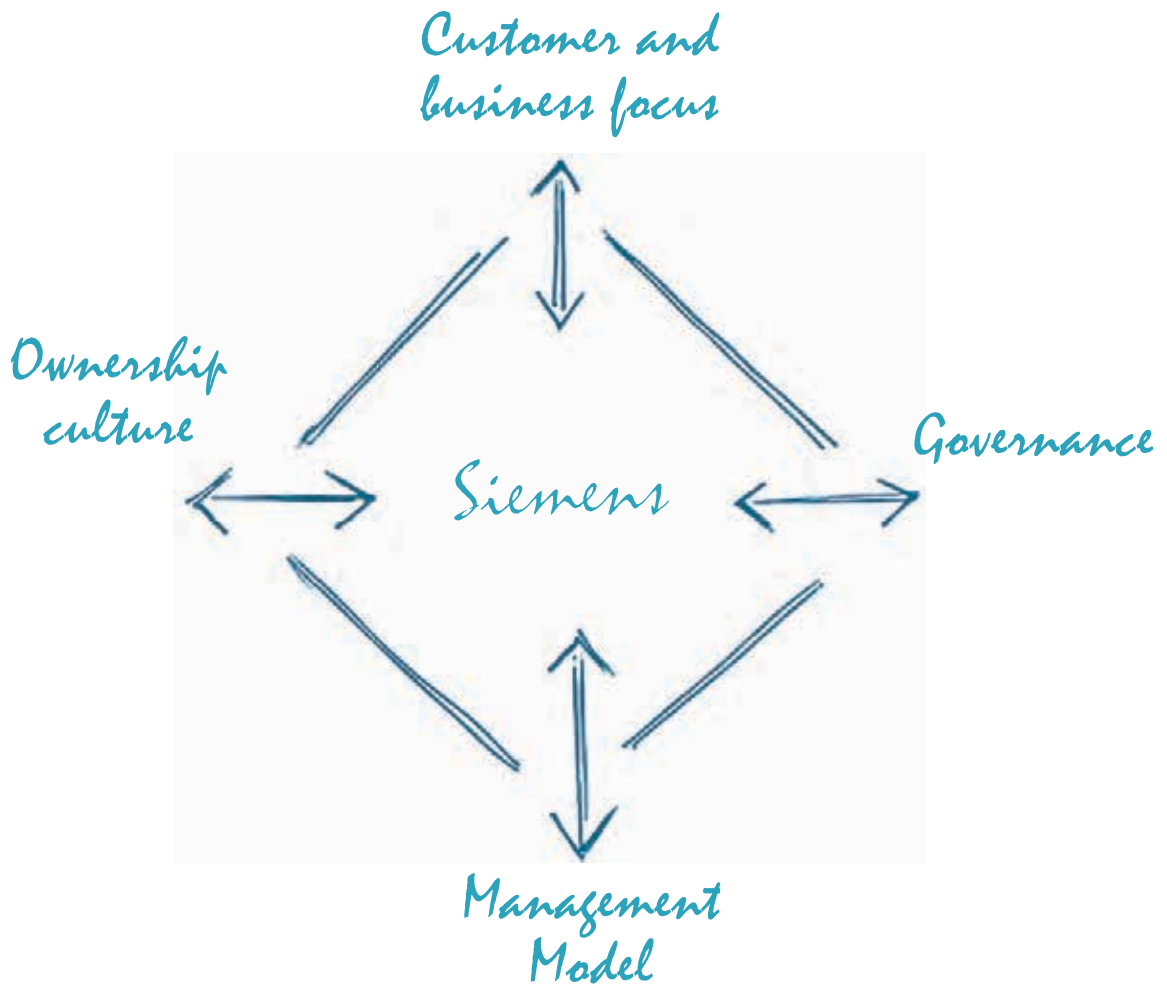 Customer and
business focus
Ownership
culture
Governance
Siemens
Management
Model